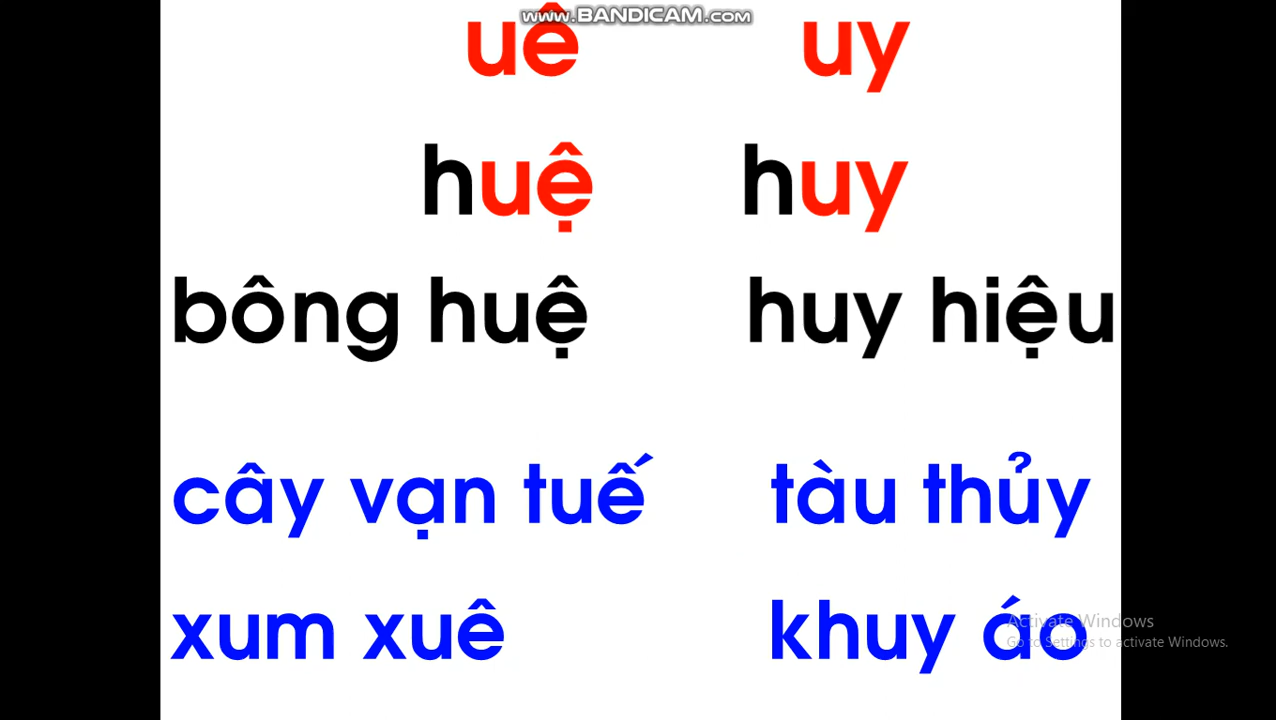 www.BANDICAM.com
uê uy
huệ huy
bông huệ huy hiệu
cây vạn tuế tàu thủy
xum xuê khuy áo
Activate Windows
Go to Settings to activate Windows.